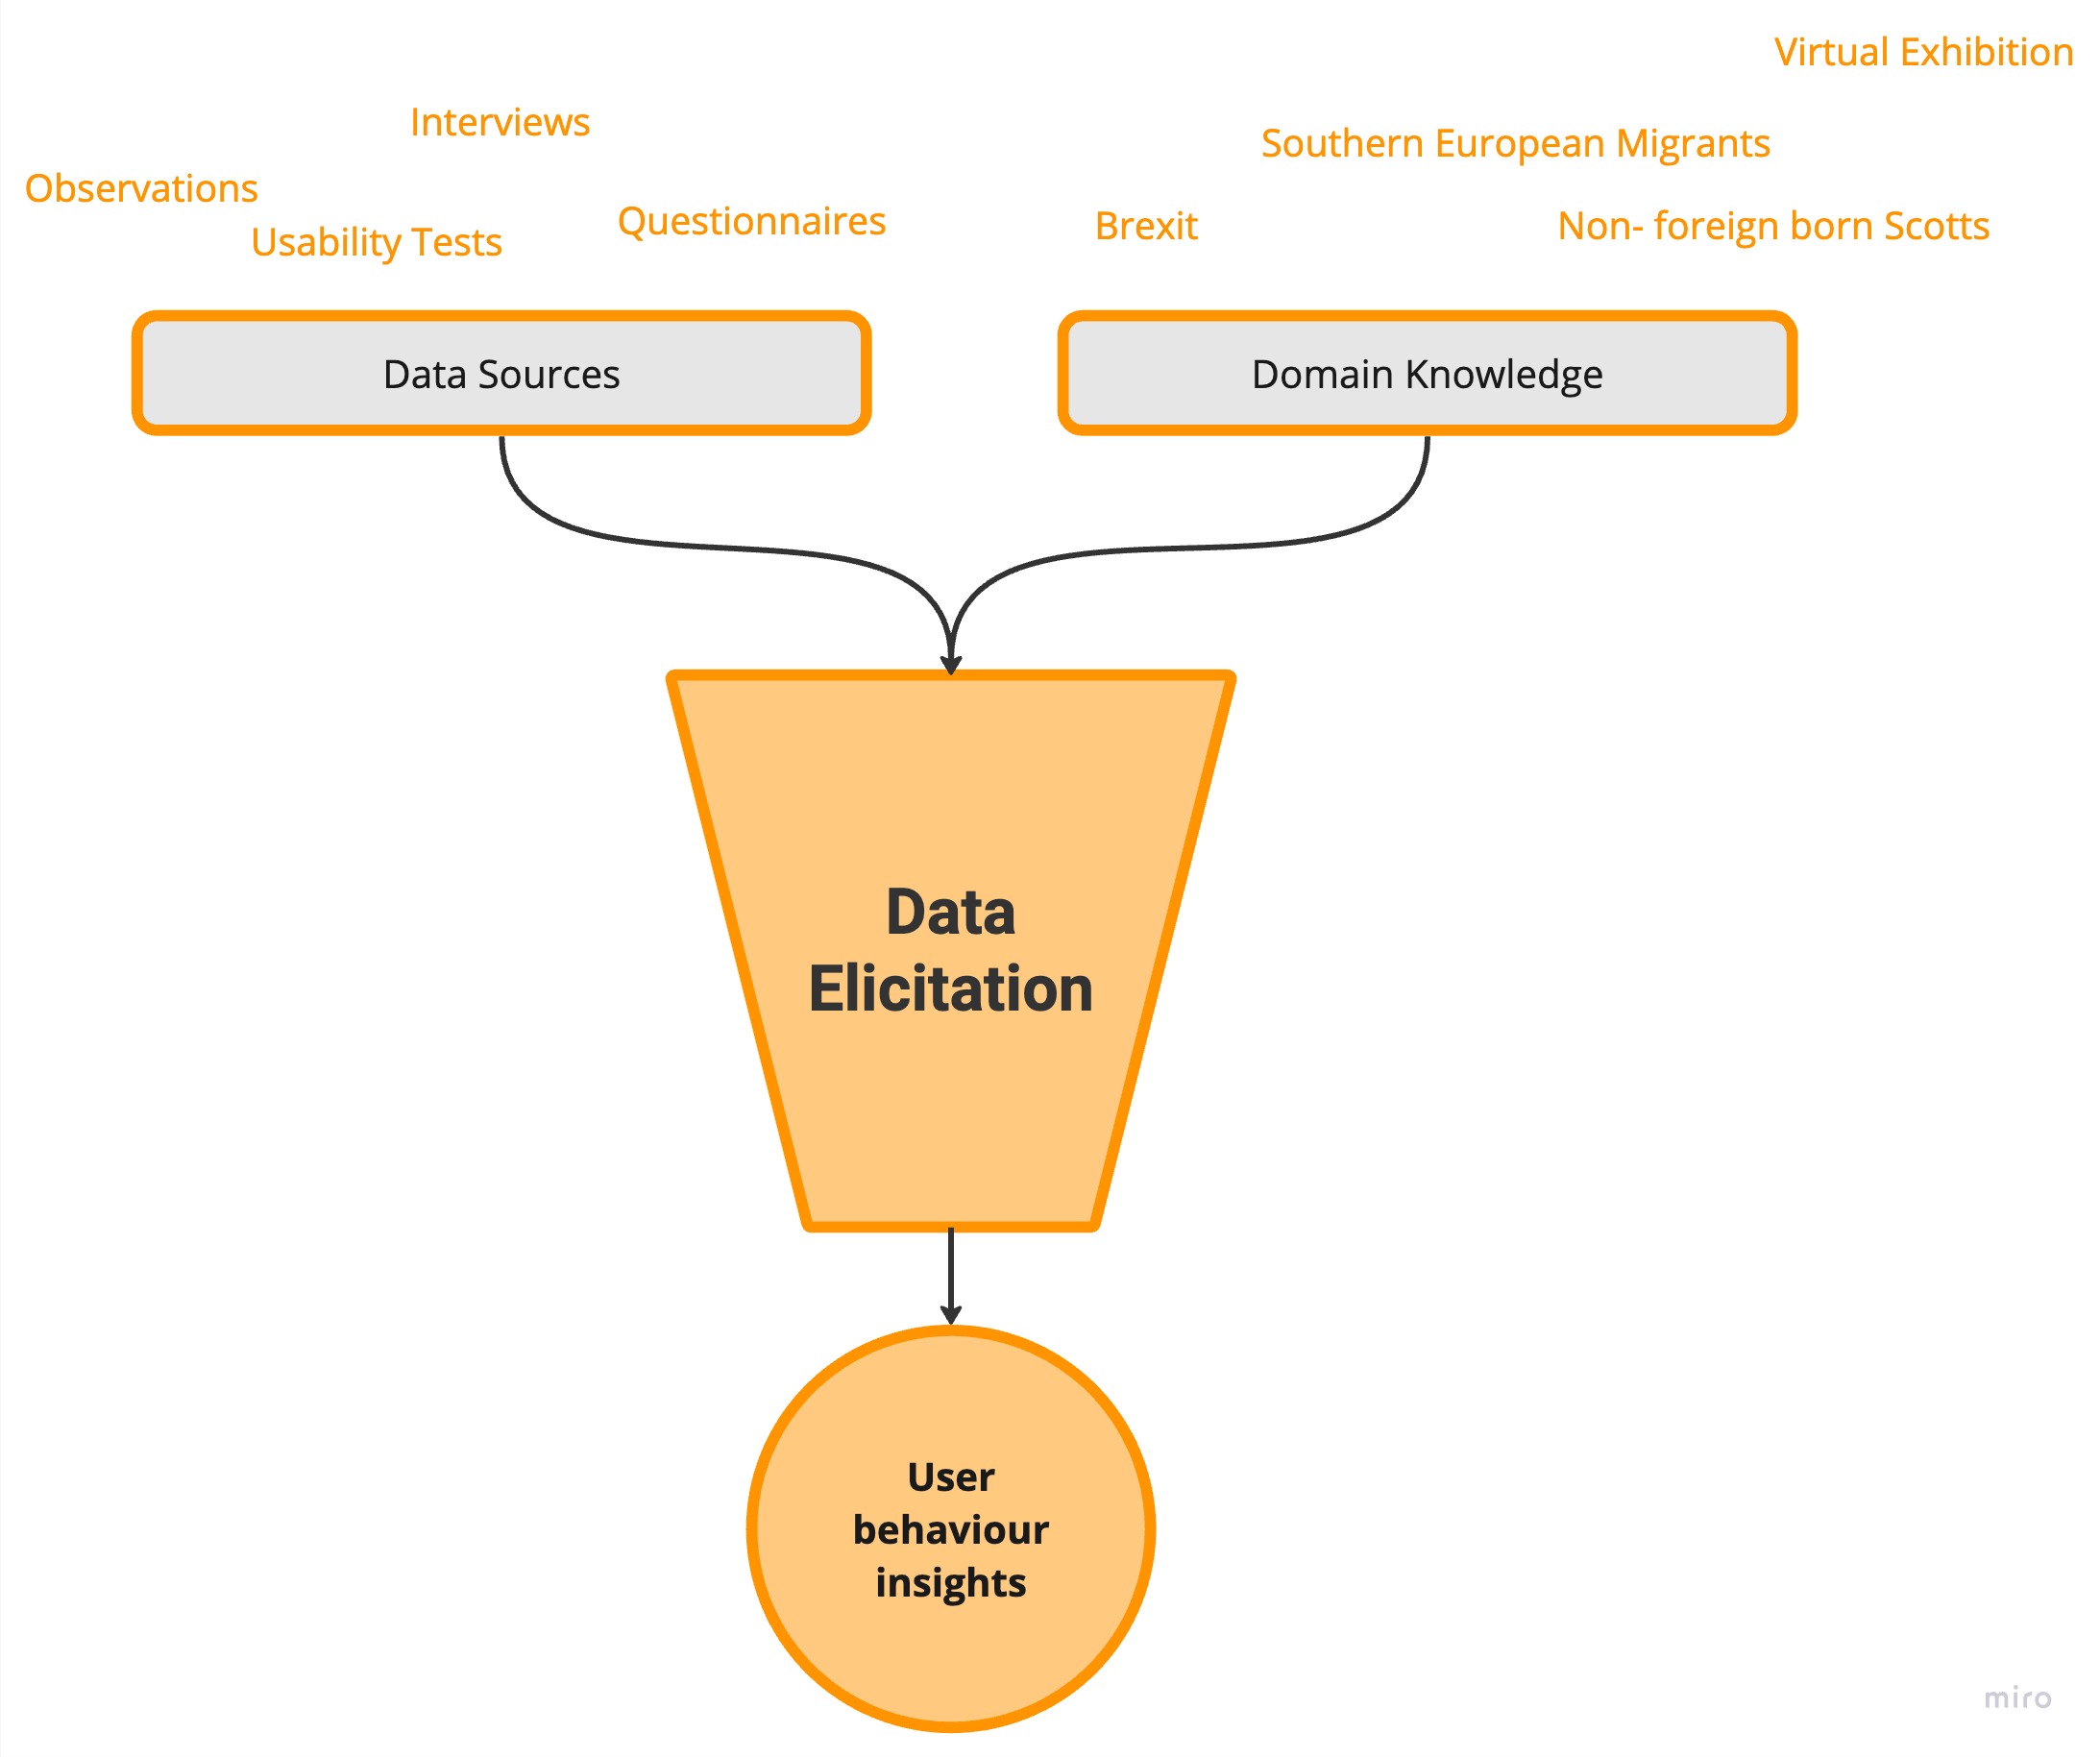 Virtual Exhibition
Interviews
Southern European Migrants
Observations
Usability Tests
Questionnaires
Brexit
Non- foreign born Scotts
Data Sources
Domain Knowledge
Data
Elicitation
User
behaviour
insights
miro